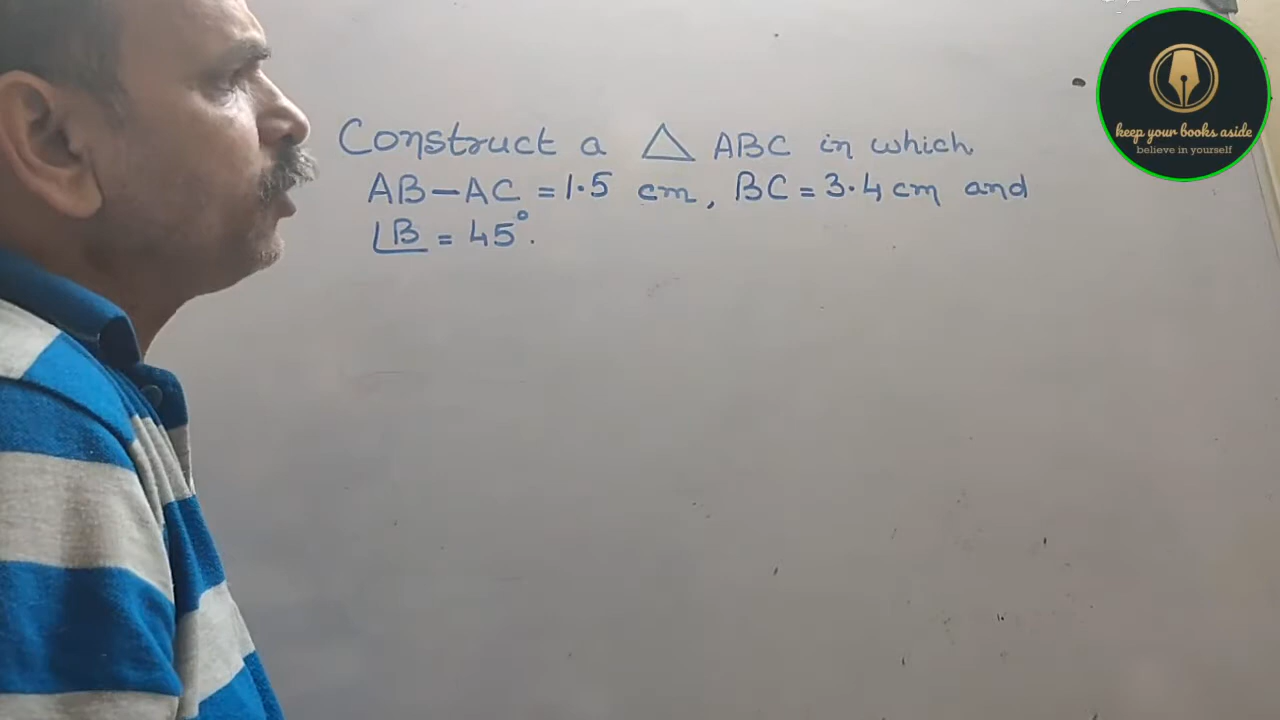 Construct a △ ABC in which
AB-AC = 1.5 cm, BC = 3.4 cm and
∠B = 45°.
keep your books aside
believe in yourself